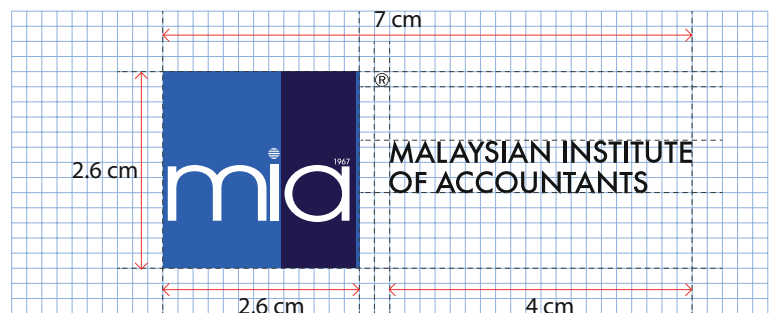 7 cm
®
2.6 cm
1967
mia
MALAYSIAN INSTITUTE
OF ACCOUNTANTS
2.6 cm
4 cm